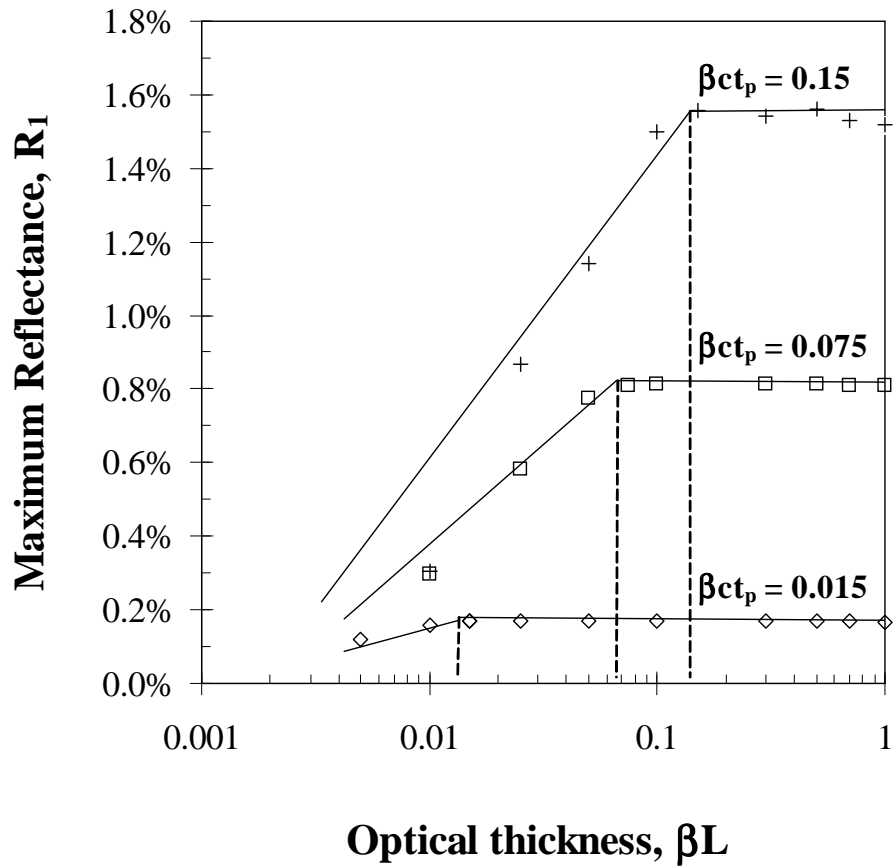 1.8%
1.6%
1.4%
1.2%
1.0%
0.8%
0.6%
0.4%
0.2%
0.0%
Maximum Reflectance, R₁
βctₚ = 0.15
βctₚ = 0.075
βctₚ = 0.015
0.001 0.01 0.1 1
Optical thickness, βL